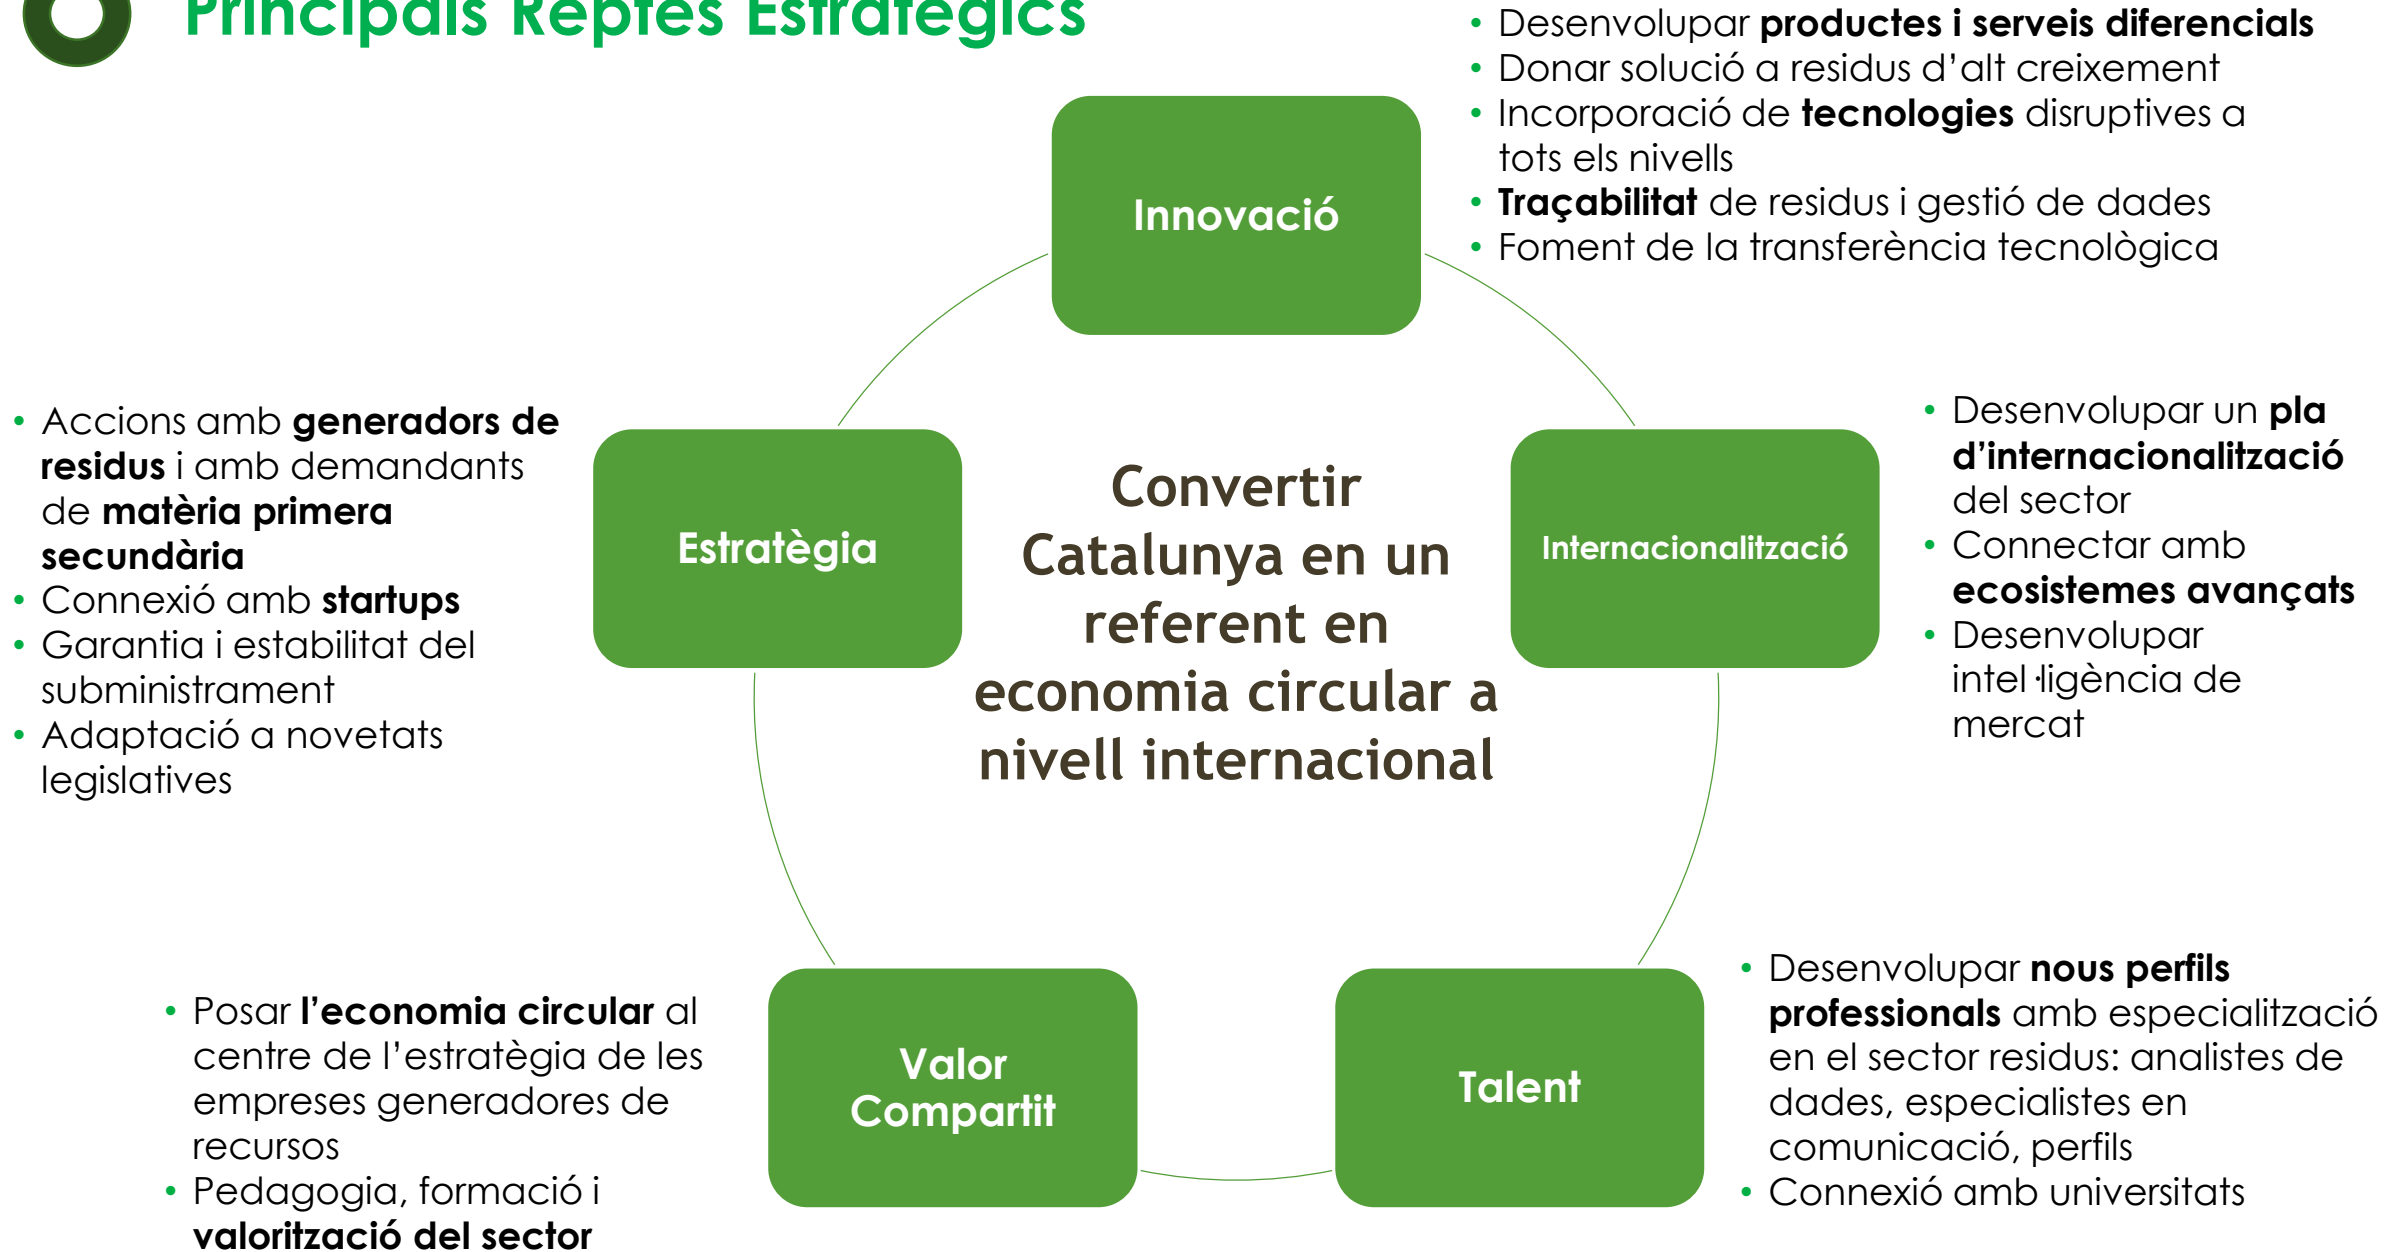 Principals Reptes Estratègics
• Desenvolupar productes i serveis diferencials
• Donar solució a residus d’alt creixement
• Incorporació de tecnologies disruptives a
tots els nivells
• Traçabilitat de residus i gestió de dades
• Foment de la transferència tecnològica
Innovació
• Accions amb generadors de
residus i amb demandants
de matèria primera
secundària
• Connexió amb startups
• Garantia i estabilitat del
subministrament
• Adaptació a novetats
legislatives
Estratègia
Convertir
Catalunya en un
referent en
economia circular a
nivell internacional
Internacionalització
• Desenvolupar un pla
d’internacionalització
del sector
• Connectar amb
ecosistemes avançats
• Desenvolupar
intel·ligència de
mercat
• Posar l’economia circular al
centre de l’estratègia de les
empreses generadores de
recursos
• Pedagogia, formació i
valorització del sector
Valor
Compartit
Talent
• Desenvolupar nous perfils
professionals amb especialització
en el sector residus: analistes de
dades, especialistes en
comunicació, perfils
• Connexió amb universitats